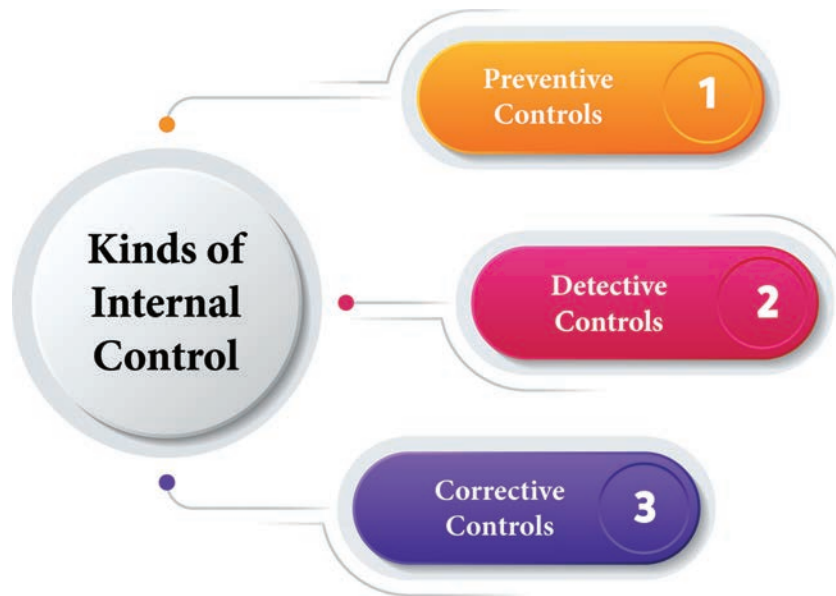 Kinds of
Internal
Control
Preventive
Controls
1
Detective
Controls
2
Corrective
Controls
3